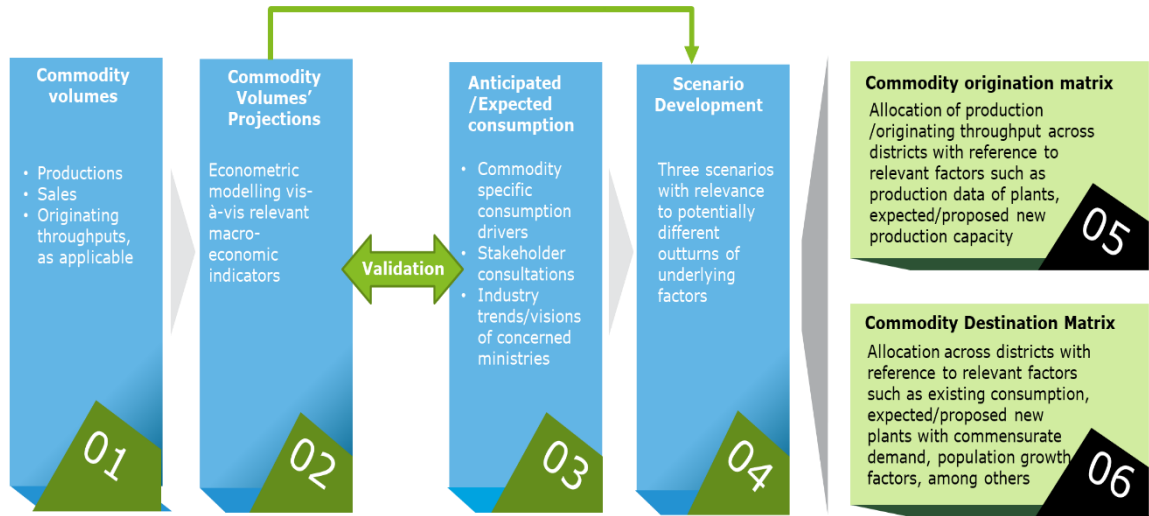 Commodity
volumes
• Productions
• Sales
• Originating
throughputs,
as applicable
01
Commodity
Volumes’
Projections
Econometric
modelling vis-
à-vis relevant
macro-
economic
indicators
02
Validation
Anticipated
/Expected
consumption
• Commodity
specific
consumption
drivers
• Stakeholder
consultations
• Industry
trends/visions
of concerned
ministries
03
Scenario
Development
Three scenarios
with relevance
to potentially
different
outturns of
underlying
factors
04
Commodity origination matrix
Allocation of production
/originating throughput across
districts with reference to
relevant factors such as
production data of plants,
expected/proposed new
production capacity
05
Commodity Destination Matrix
Allocation across districts with
reference to relevant factors
such as existing consumption,
expected/proposed new
plants with commensurate
demand, population growth
factors, among others
06